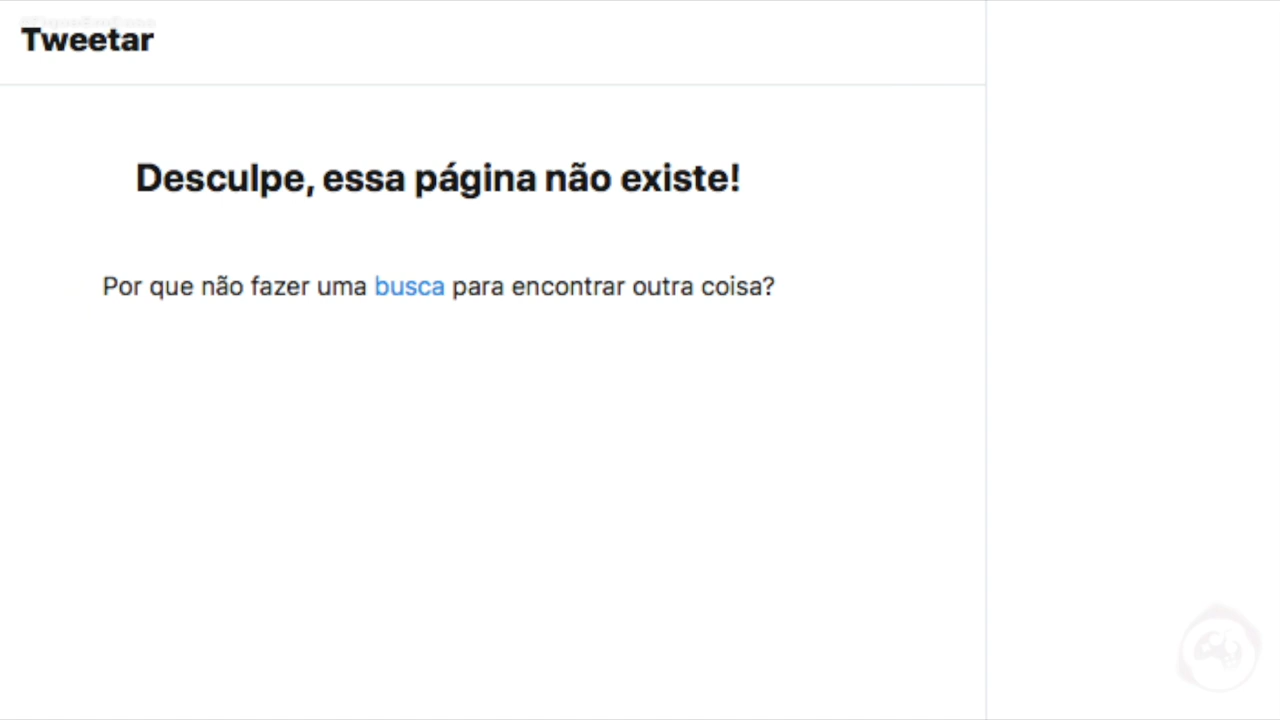 Tweetar
Desculpe, essa página não existe!
Por que não fazer uma busca para encontrar outra coisa?